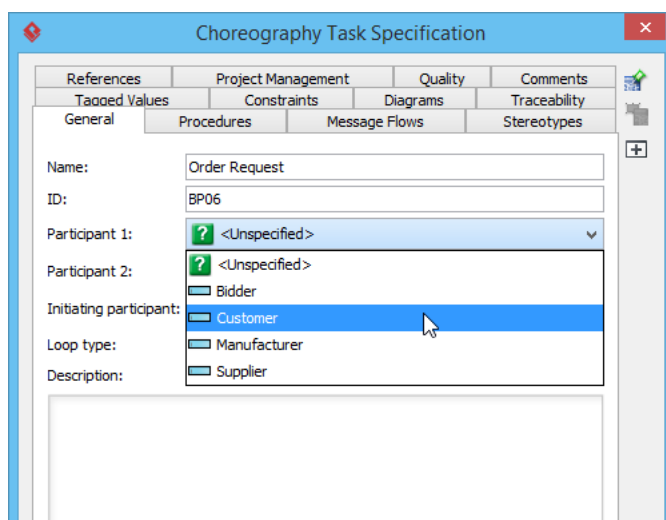 Choreography Task Specification
References Project Management Quality Comments
Tagged Values Constraints Diagrams Traceability
General Procedures Message Flows Stereotypes
Name: Order Request
ID: BP06
Participant 1: ? <Unspecified>
Participant 2: ? <Unspecified>
Bidder
Initiating participant: Customer
Loop type: Manufacturer
Description: Supplier